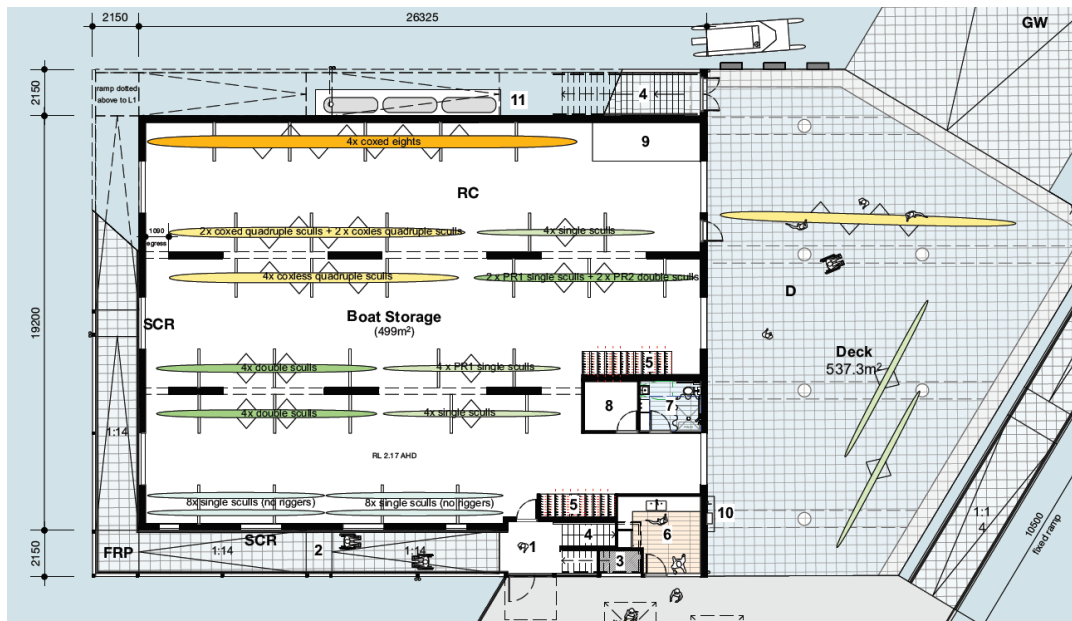 2150
26325
GW
2150
ramp dotted
above to L1
11
4
4x coxed eights
9
RC
1090
egress
2x coxed quadruple sculls + 2 x coxles quadruple sculls
4x single sculls
4x coxless quadruple sculls
2 x PR1 single sculls + 2x PR2 double sculls
D
19200
SCR
Boat Storage
(499m²)
Deck
537.3m²
4x double sculls
4 x PR1 single sculls
5
4x double sculls
4x single sculls
8
7
1:14
RL 2.17 AHD
8x single sculls (no riggers)
8x single sculls (no riggers)
5
10
1:1
4
10500
fixed ramp
2150
FRP
SCR
1:14
2
1:14
1
4
6
3